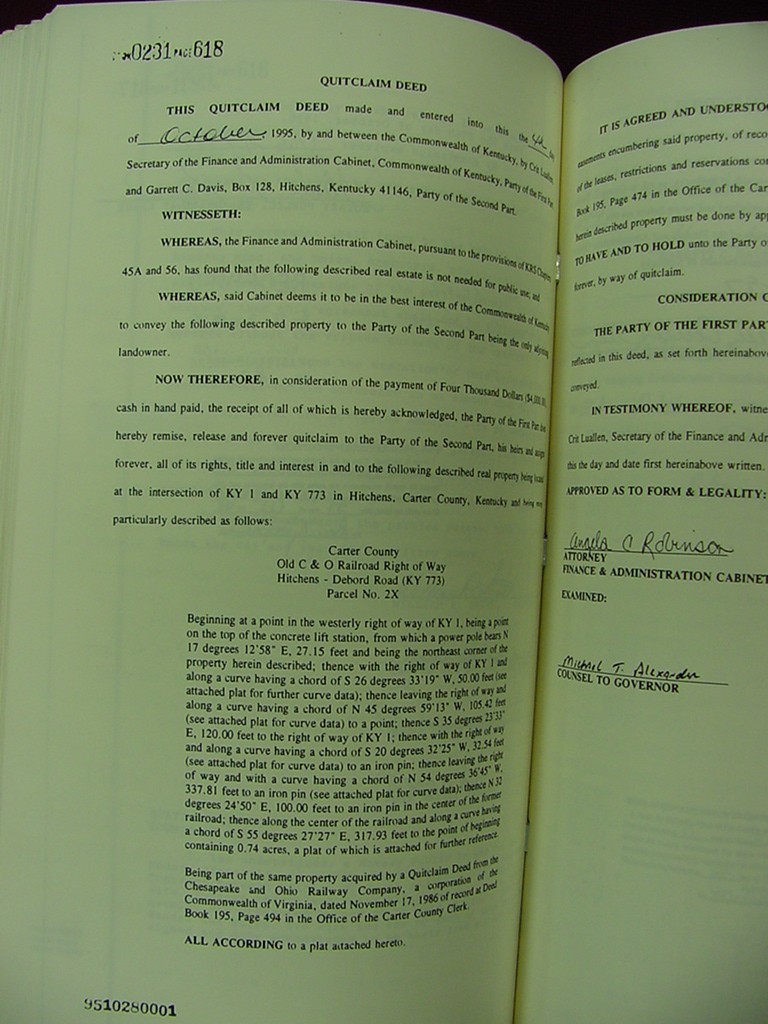 0231 PAGE 618
QUITCLAIM DEED
THIS QUITCLAIM DEED made and entered into this the
of October, 1995, by and between the Commonwealth of Kentucky, by Crit Luallen,
Secretary of the Finance and Administration Cabinet, Commonwealth of Kentucky, Party of the First Part
and Garrett C. Davis, Box 128, Hitchens, Kentucky 41146, Party of the Second Part.
WITNESSETH:
WHEREAS, the Finance and Administration Cabinet, pursuant to the provisions of KRS Chapters
45A and 56, has found that the following described real estate is not needed for public use; and
WHEREAS, said Cabinet deems it to be in the best interest of the Commonwealth of Kentucky
to convey the following described property to the Party of the Second Part being the only adjoining
landowner.
NOW THEREFORE, in consideration of the payment of Four Thousand Dollars ($4,000.00)
cash in hand paid, the receipt of all of which is hereby acknowledged, the Party of the First Part does
hereby remise, release and forever quitclaim to the Party of the Second Part, his heirs and assigns
forever, all of its rights, title and interest in and to the following described real property being located
at the intersection of KY 1 and KY 773 in Hitchens, Carter County, Kentucky and being more
particularly described as follows:
Carter County
Old C & O Railroad Right of Way
Hitchens - Debord Road (KY 773)
Parcel No. 2X
Beginning at a point in the westerly right of way of KY 1, being a point
on the top of the concrete lift station, from which a power pole bears N
17 degrees 12'58" E, 27.15 feet and being the northeast corner of the
property herein described; thence with the right of way of KY 1 and
along a curve having a chord of S 26 degrees 33'19" W, 50.00 feet (see
attached plat for further curve data); thence leaving the right of way and
along a curve having a chord of N 45 degrees 59'13" W, 105.42 feet
(see attached plat for curve data) to a point; thence S 35 degrees 23'33"
E, 120.00 feet to the right of way of KY 1; thence with the right of way
and along a curve having a chord of S 20 degrees 32'25" W, 32.54 feet
(see attached plat for curve data) to an iron pin; thence leaving the right
of way and with a curve having a chord of N 54 degrees 36'45" W,
337.81 feet to an iron pin (see attached plat for curve data); thence N 32
degrees 24'50" E, 100.00 feet to an iron pin in the center of the former
railroad; thence along the center of the railroad and along a curve having
a chord of S 55 degrees 27'27" E, 317.93 feet to the point of beginning
containing 0.74 acres, a plat of which is attached for further reference.
Being part of the same property acquired by a Quitclaim Deed from the
Chesapeake and Ohio Railway Company, a corporation of the
Commonwealth of Virginia, dated November 17, 1986 of record at Deed
Book 195, Page 494 in the Office of the Carter County Clerk.
ALL ACCORDING to a plat attached hereto.
9510280001
IT IS AGREED AND UNDERSTO
easements encumbering said property, of reco
of the leases, restrictions and reservations co
Book 195, Page 474 in the Office of the Car
herein described property must be done by app
TO HAVE AND TO HOLD unto the Party o
forever, by way of quitclaim.
CONSIDERATION C
THE PARTY OF THE FIRST PAR
reflected in this deed, as set forth hereinabov
conveyed.
IN TESTIMONY WHEREOF, witne
Crit Luallen, Secretary of the Finance and Adr
this the day and date first hereinabove written.
APPROVED AS TO FORM & LEGALITY:
Angela C Robinson
ATTORNEY
FINANCE & ADMINISTRATION CABINET
EXAMINED:
Michael T. Alexander
COUNSEL TO GOVERNOR